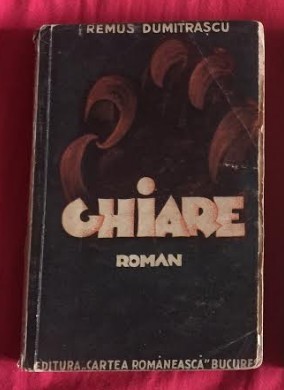 REMUS DUMITRAȘCU
GHIARE
ROMAN
EDITURA „CARTEA ROMÂNEASCĂ” BUCURE